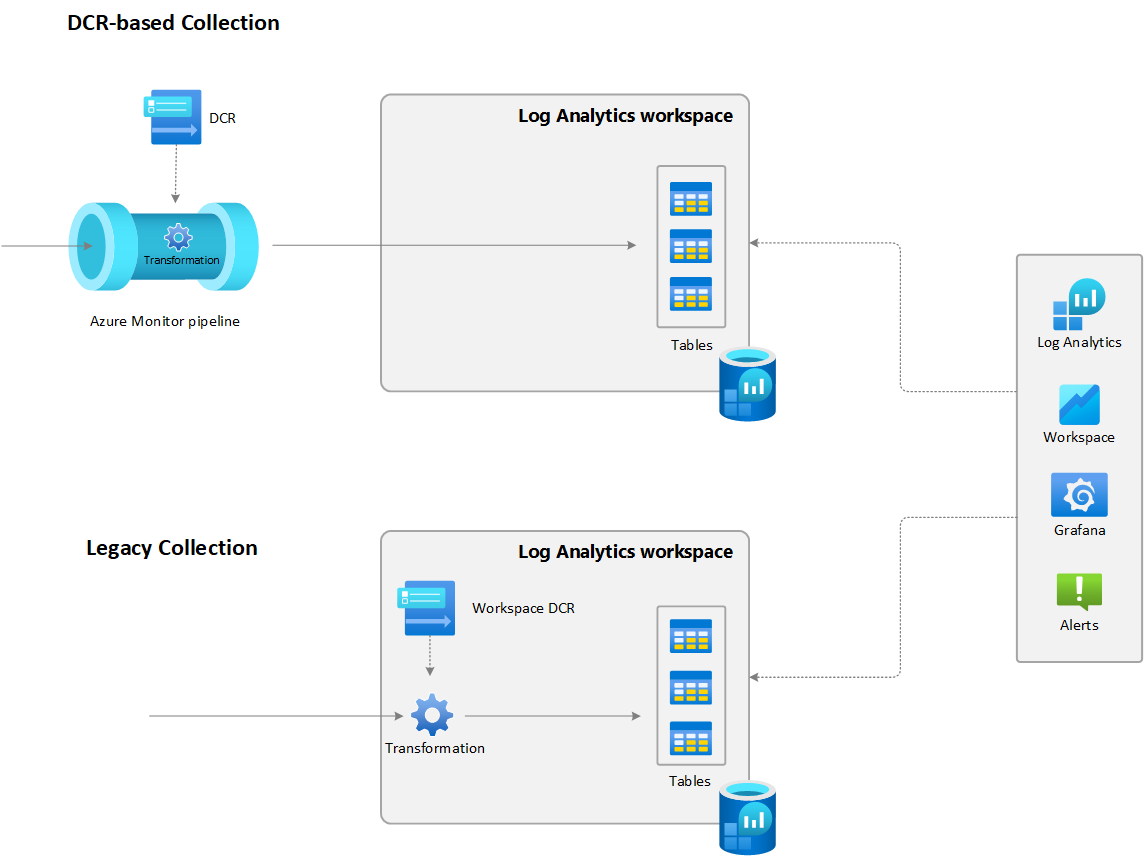 DCR-based Collection
DCR
Transformation
Azure Monitor pipeline
Log Analytics workspace
Tables
Log Analytics
Workspace
Grafana
Alerts
Legacy Collection
Log Analytics workspace
Workspace DCR
Transformation
Tables